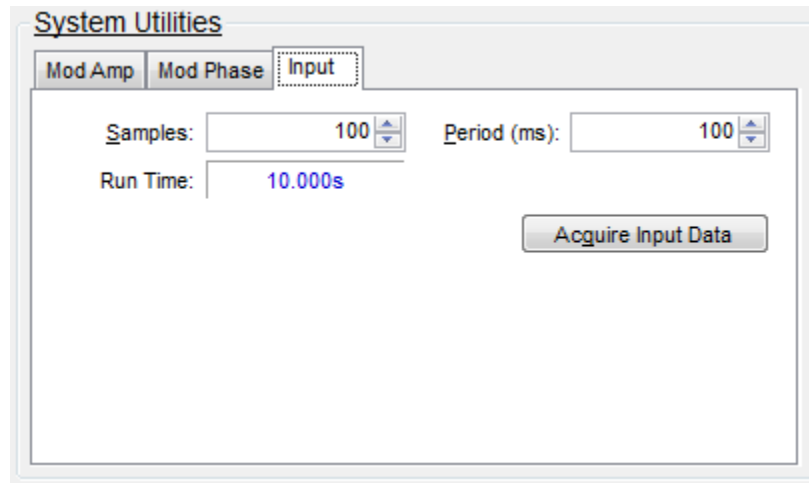 System Utilities
Mod Amp Mod Phase Input
Samples: 100 Period (ms): 100
Run Time: 10.000s
Acquire Input Data